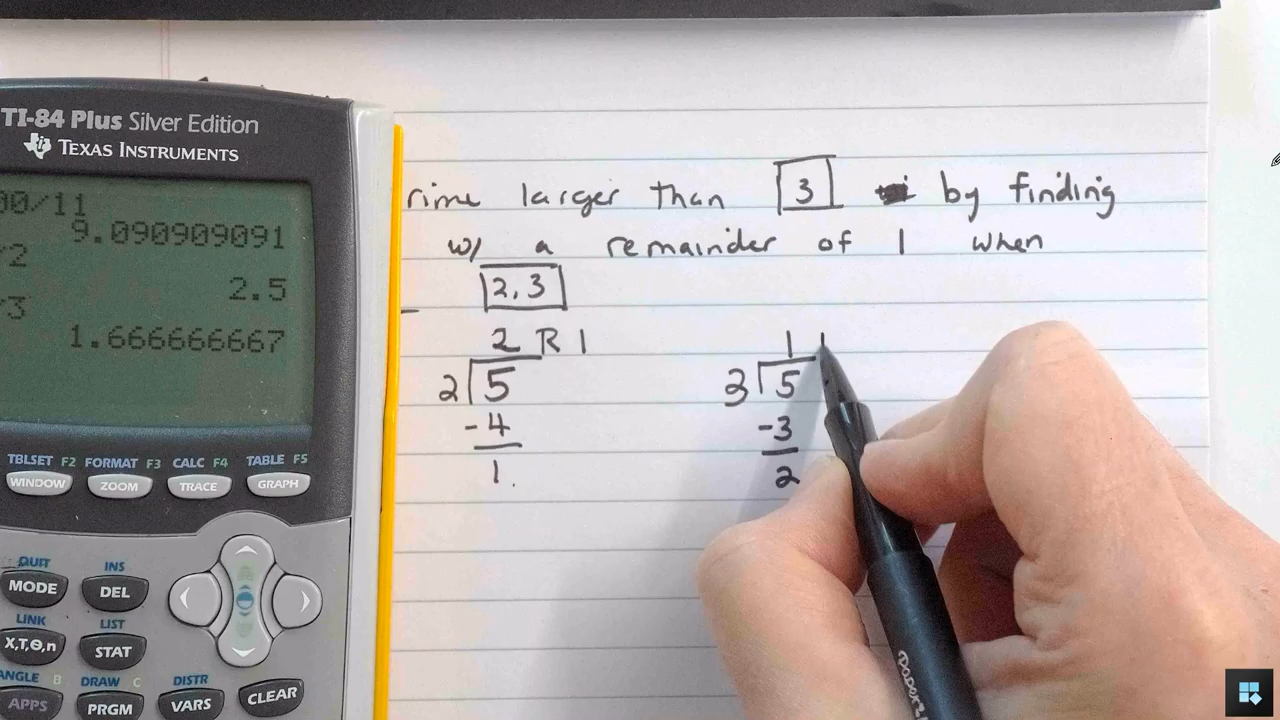 TI-84 Plus Silver Edition
TEXAS INSTRUMENTS
00/11
9.090909091
/2
2.5
/3
1.666666667
TBLSET F2 FORMAT F3 CALC F4 TABLE F5
WINDOW ZOOM TRACE GRAPH
QUIT INS
MODE DEL
LINK LIST
X,T,Θ,n STAT
ANGLE B DRAW C DISTR
APPS PRGM VARS CLEAR
rime larger than 3 by finding
w/ a remainder of 1 when
2,3
2 R 1
2 5
-4
1.
1
3 5
-3
2